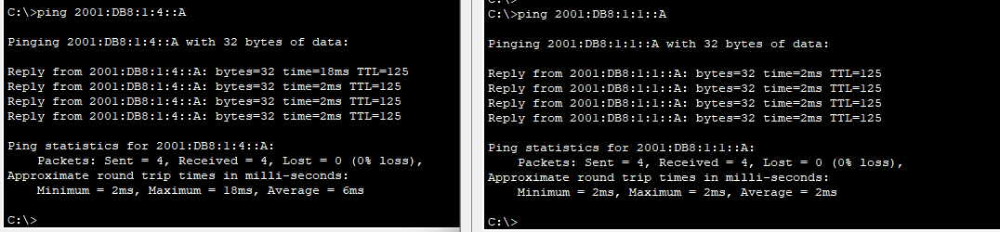 C:\>ping 2001:DB8:1:4::A
Pinging 2001:DB8:1:4::A with 32 bytes of data:
Reply from 2001:DB8:1:4::A: bytes=32 time=18ms TTL=125
Reply from 2001:DB8:1:4::A: bytes=32 time=2ms TTL=125
Reply from 2001:DB8:1:4::A: bytes=32 time=2ms TTL=125
Reply from 2001:DB8:1:4::A: bytes=32 time=2ms TTL=125
Ping statistics for 2001:DB8:1:4::A:
Packets: Sent = 4, Received = 4, Lost = 0 (0% loss),
Approximate round trip times in milli-seconds:
Minimum = 2ms, Maximum = 18ms, Average = 6ms
C:\>
C:\>ping 2001:DB8:1:1::A
Pinging 2001:DB8:1:1::A with 32 bytes of data:
Reply from 2001:DB8:1:1::A: bytes=32 time=2ms TTL=125
Reply from 2001:DB8:1:1::A: bytes=32 time=2ms TTL=125
Reply from 2001:DB8:1:1::A: bytes=32 time=2ms TTL=125
Reply from 2001:DB8:1:1::A: bytes=32 time=2ms TTL=125
Ping statistics for 2001:DB8:1:1::A:
Packets: Sent = 4, Received = 4, Lost = 0 (0% loss),
Approximate round trip times in milli-seconds:
Minimum = 2ms, Maximum = 2ms, Average = 2ms
C:\>